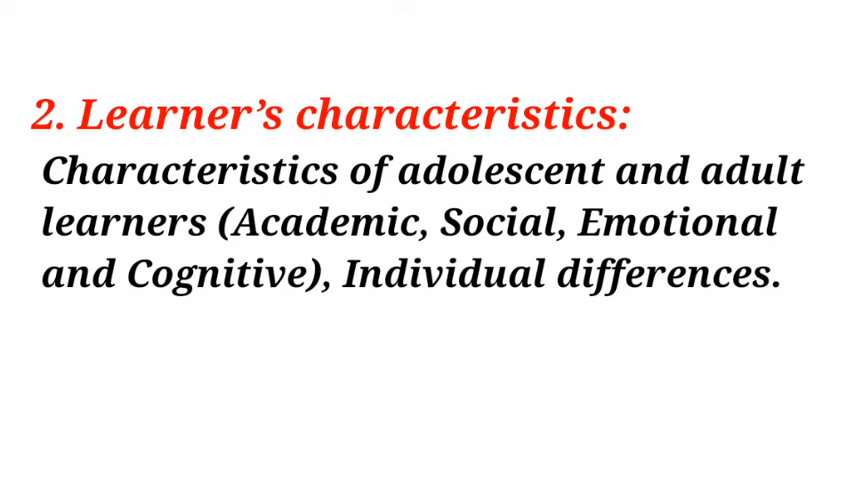 2. Learner’s characteristics:
Characteristics of adolescent and adult
learners (Academic, Social, Emotional
and Cognitive), Individual differences.